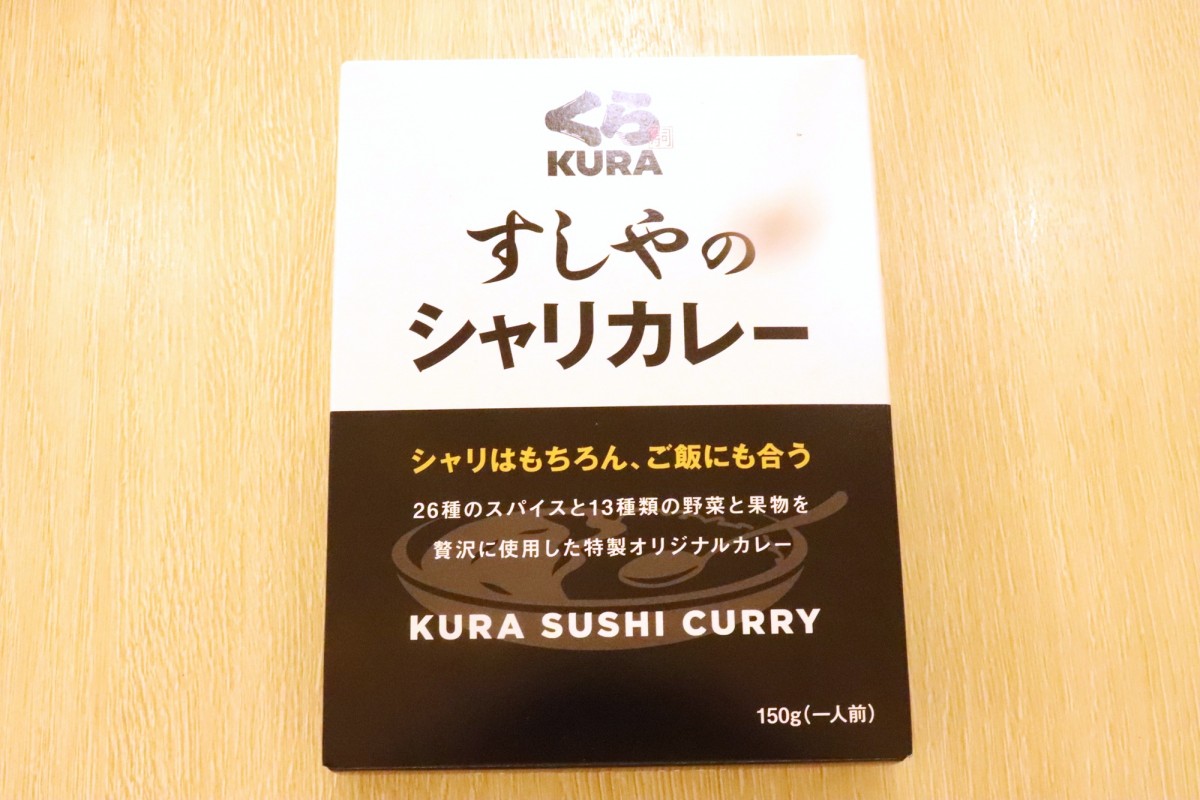 くら
KURA
すしやの
シャリカレー
シャリはもちろん、ご飯にも合う
26種のスパイスと13種類の野菜と果物を
贅沢に使用した特製オリジナルカレー
KURA SUSHI CURRY
150g(一人前)